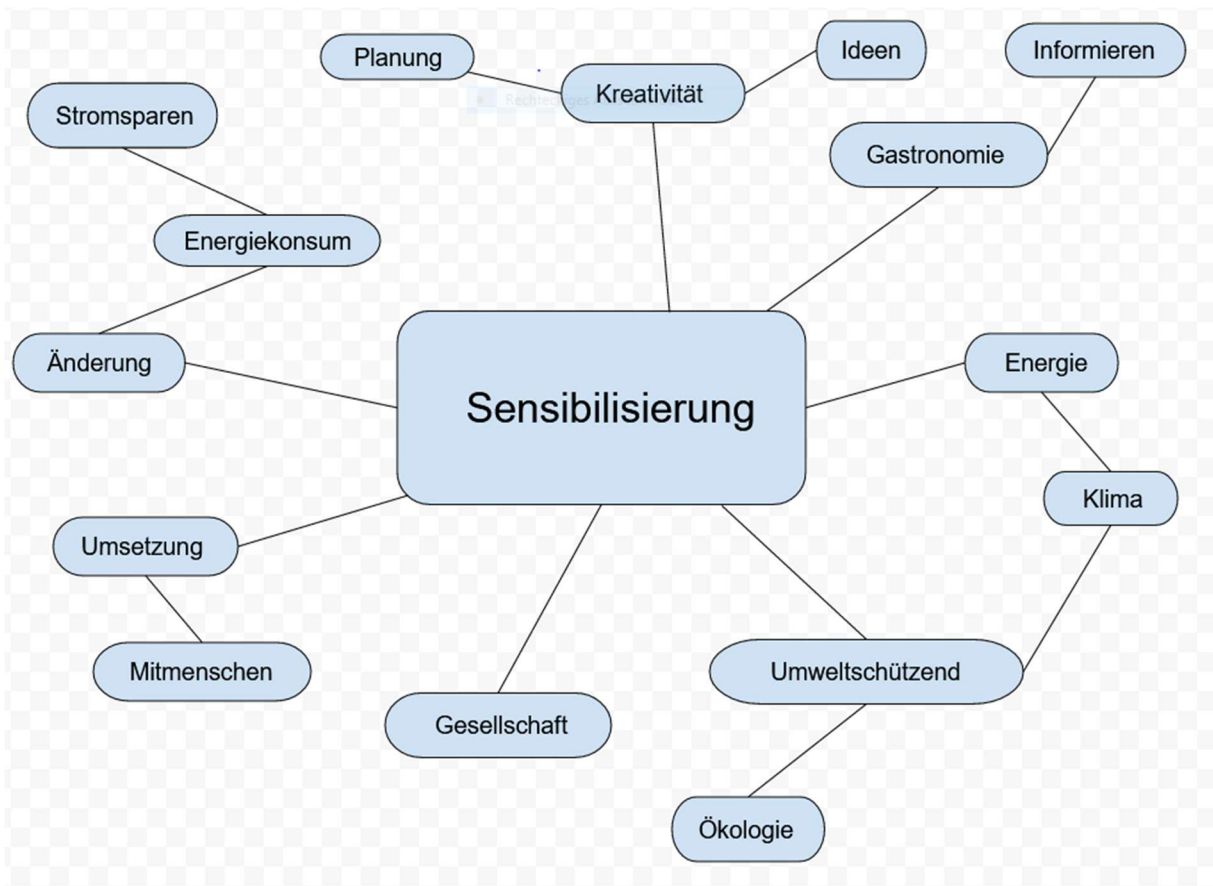 Planung
Kreativität
Ideen
Informieren
Stromsparen
Gastronomie
Energiekonsum
Änderung
Sensibilisierung
Energie
Klima
Umsetzung
Mitmenschen
Gesellschaft
Umweltschützend
Ökologie